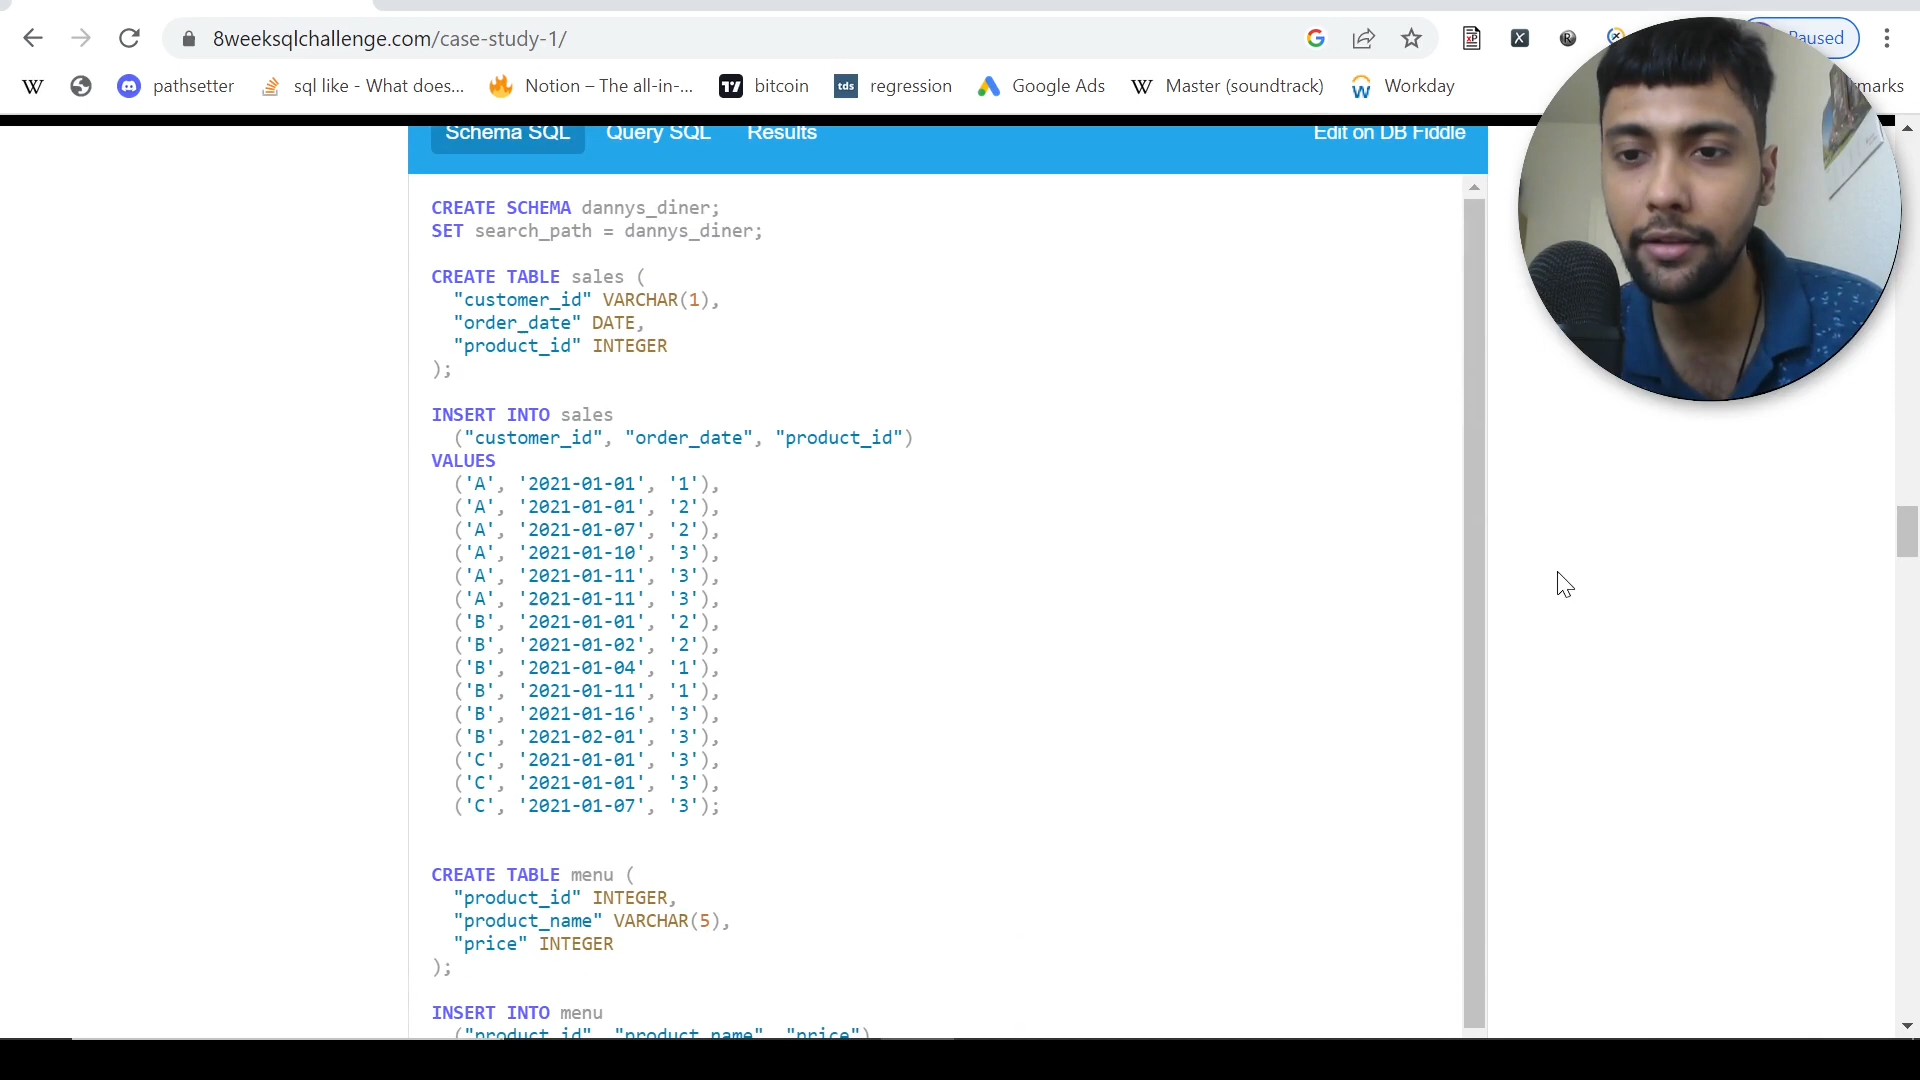 8weeksqlchallenge.com/case-study-1/
Paused
pathsetter
sql like - What does...
Notion – The all-in-...
bitcoin
tds
regression
Google Ads
Master (soundtrack)
Workday
marks
Schema SQL
Query SQL
Results
Edit on DB Fiddle
CREATE SCHEMA dannys_diner;
SET search_path = dannys_diner;
CREATE TABLE sales (
"customer_id" VARCHAR(1),
"order_date" DATE,
"product_id" INTEGER
);
INSERT INTO sales
("customer_id", "order_date", "product_id")
VALUES
('A', '2021-01-01', '1'),
('A', '2021-01-01', '2'),
('A', '2021-01-07', '2'),
('A', '2021-01-10', '3'),
('A', '2021-01-11', '3'),
('A', '2021-01-11', '3'),
('B', '2021-01-01', '2'),
('B', '2021-01-02', '2'),
('B', '2021-01-04', '1'),
('B', '2021-01-11', '1'),
('B', '2021-01-16', '3'),
('B', '2021-02-01', '3'),
('C', '2021-01-01', '3'),
('C', '2021-01-01', '3'),
('C', '2021-01-07', '3');
CREATE TABLE menu (
"product_id" INTEGER,
"product_name" VARCHAR(5),
"price" INTEGER
);
INSERT INTO menu
("product_id", "product_name", "price")